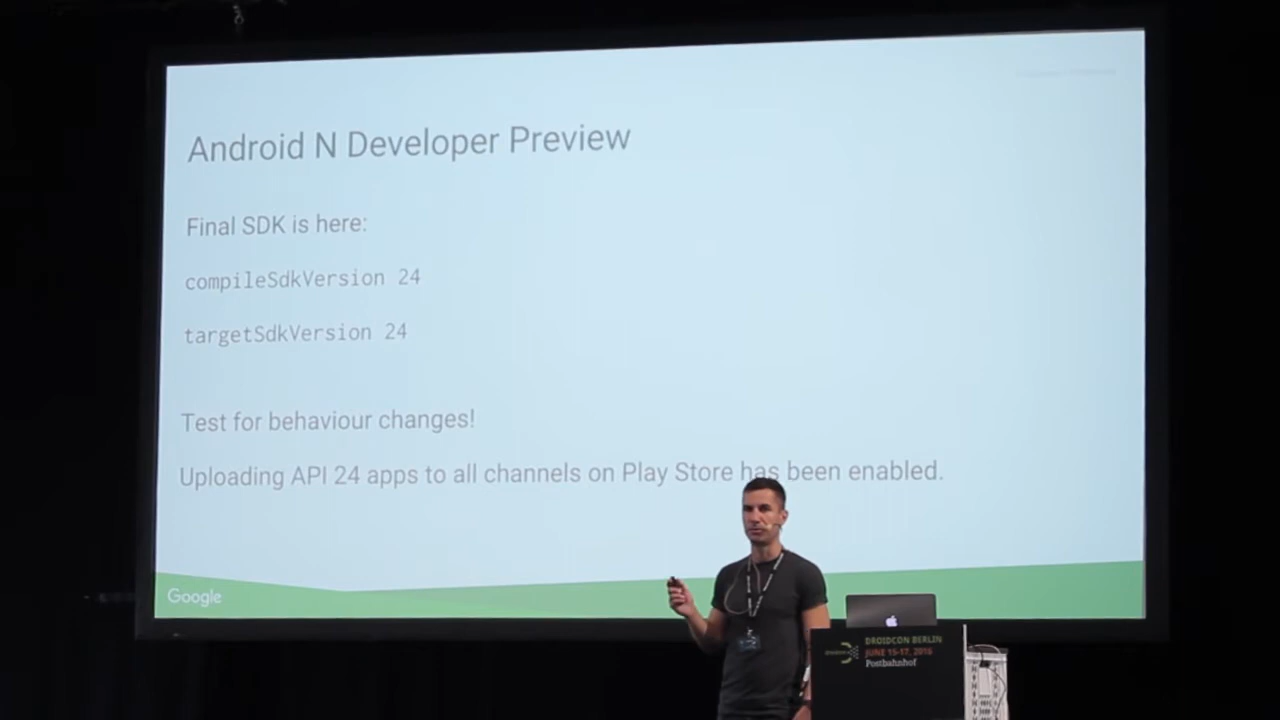 Android N Developer Preview
Final SDK is here:
compileSdkVersion 24
targetSdkVersion 24
Test for behaviour changes!
Uploading API 24 apps to all channels on Play Store has been enabled.
Google
DROIDCON BERLIN
JUNE 15-17, 2016
Postbahnhof